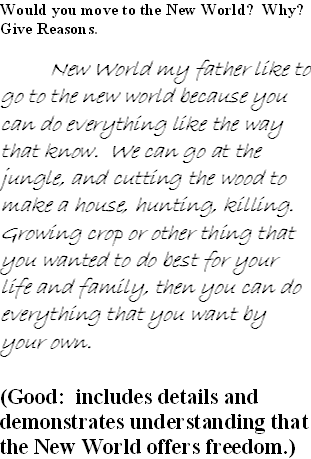 Would you move to the New World?  Why?
Give Reasons.
New World my father like to
go to the new world because you
can do everything like the way
that know.  We can go at the
jungle, and cutting the wood to
make a house, hunting, killing.
Growing crop or other thing that
you wanted to do best for your
life and family, then you can do
everything that you want by
your own.
(Good:  includes details and
demonstrates understanding that
the New World offers freedom.)